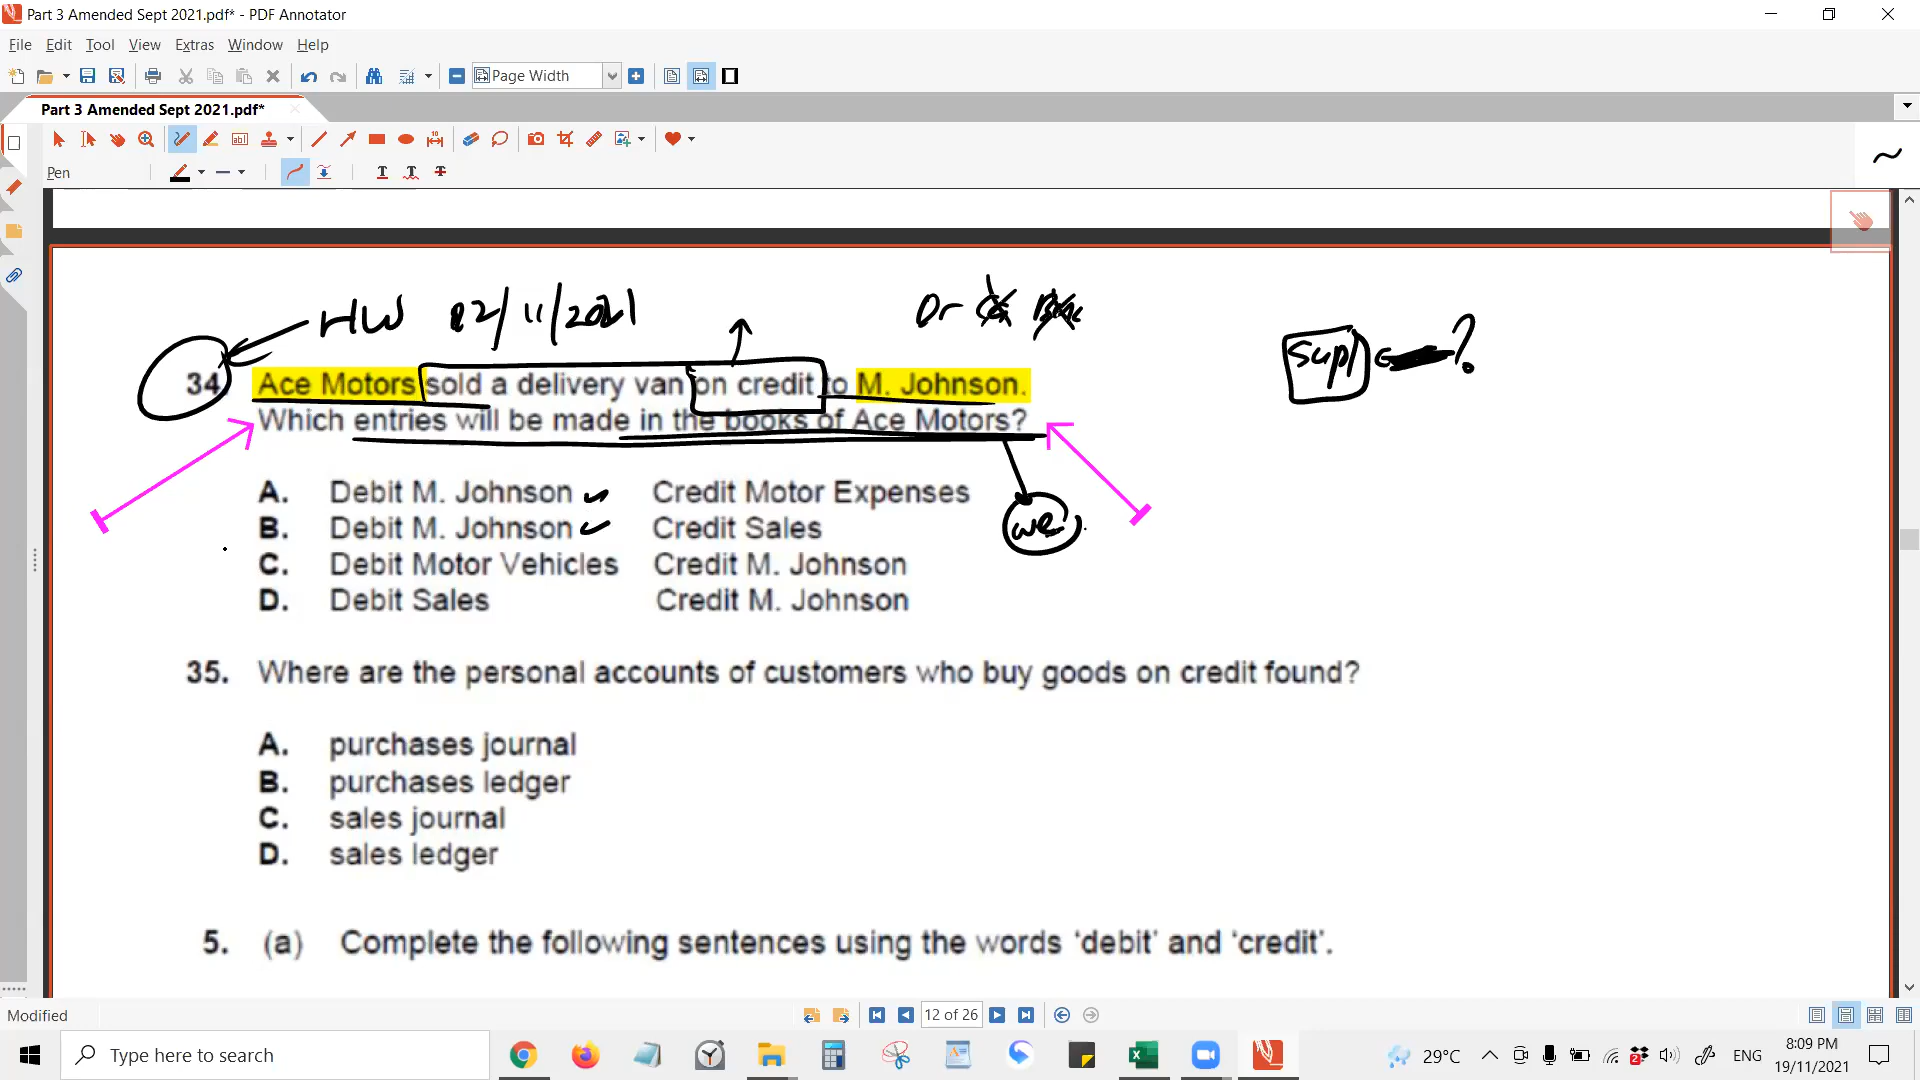 Part 3 Amended Sept 2021.pdf* - PDF Annotator
File Edit Tool View Extras Window Help
Page Width
Part 3 Amended Sept 2021.pdf*
Pen
HW 02/11/2021 Dr
Supl ?
34. Ace Motors sold a delivery van on credit to M. Johnson.
Which entries will be made in the books of Ace Motors?
A. Debit M. Johnson Credit Motor Expenses
B. Debit M. Johnson Credit Sales
we
C. Debit Motor Vehicles Credit M. Johnson
D. Debit Sales Credit M. Johnson
35. Where are the personal accounts of customers who buy goods on credit found?
A. purchases journal
B. purchases ledger
C. sales journal
D. sales ledger
5. (a) Complete the following sentences using the words ‘debit’ and ‘credit’.
Modified 12 of 26
Type here to search 29°C ENG 8:09 PM
19/11/2021